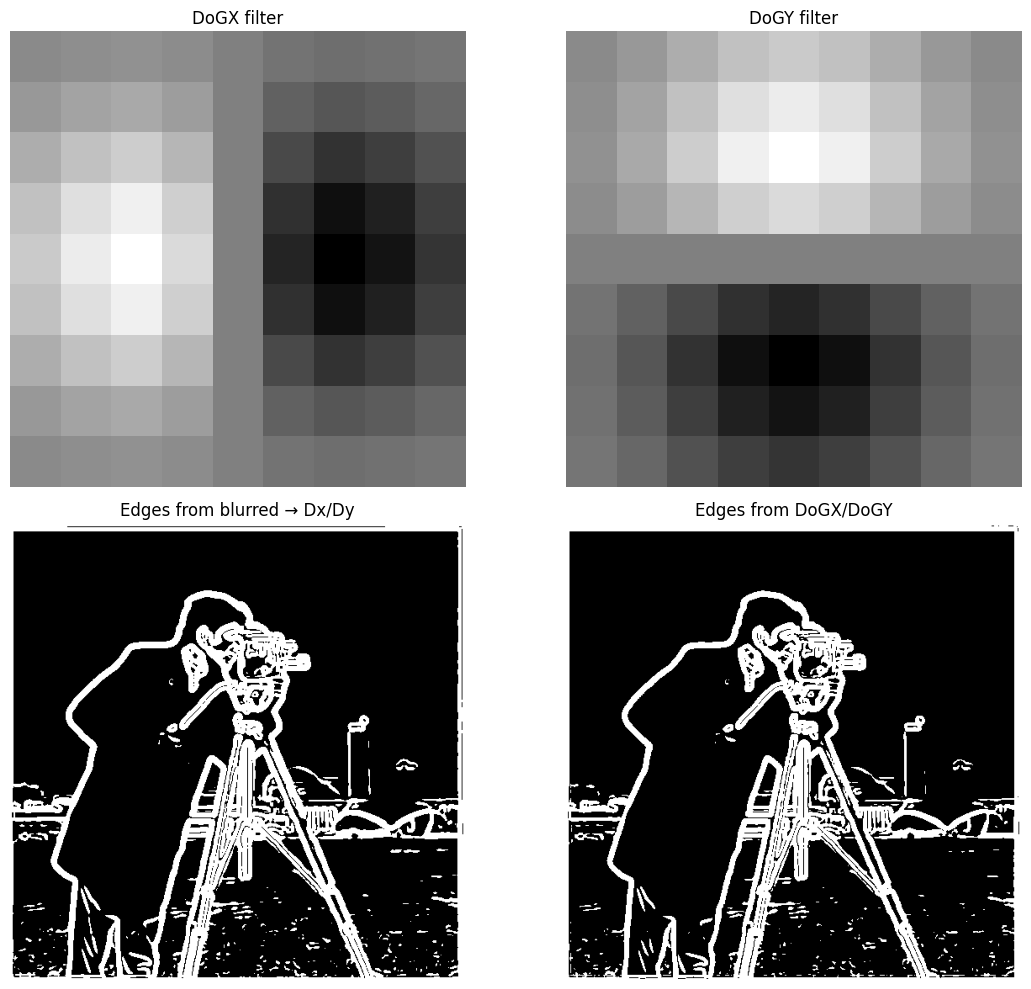 DoGX filter
DoGY filter
Edges from blurred → Dx/Dy
Edges from DoGX/DoGY